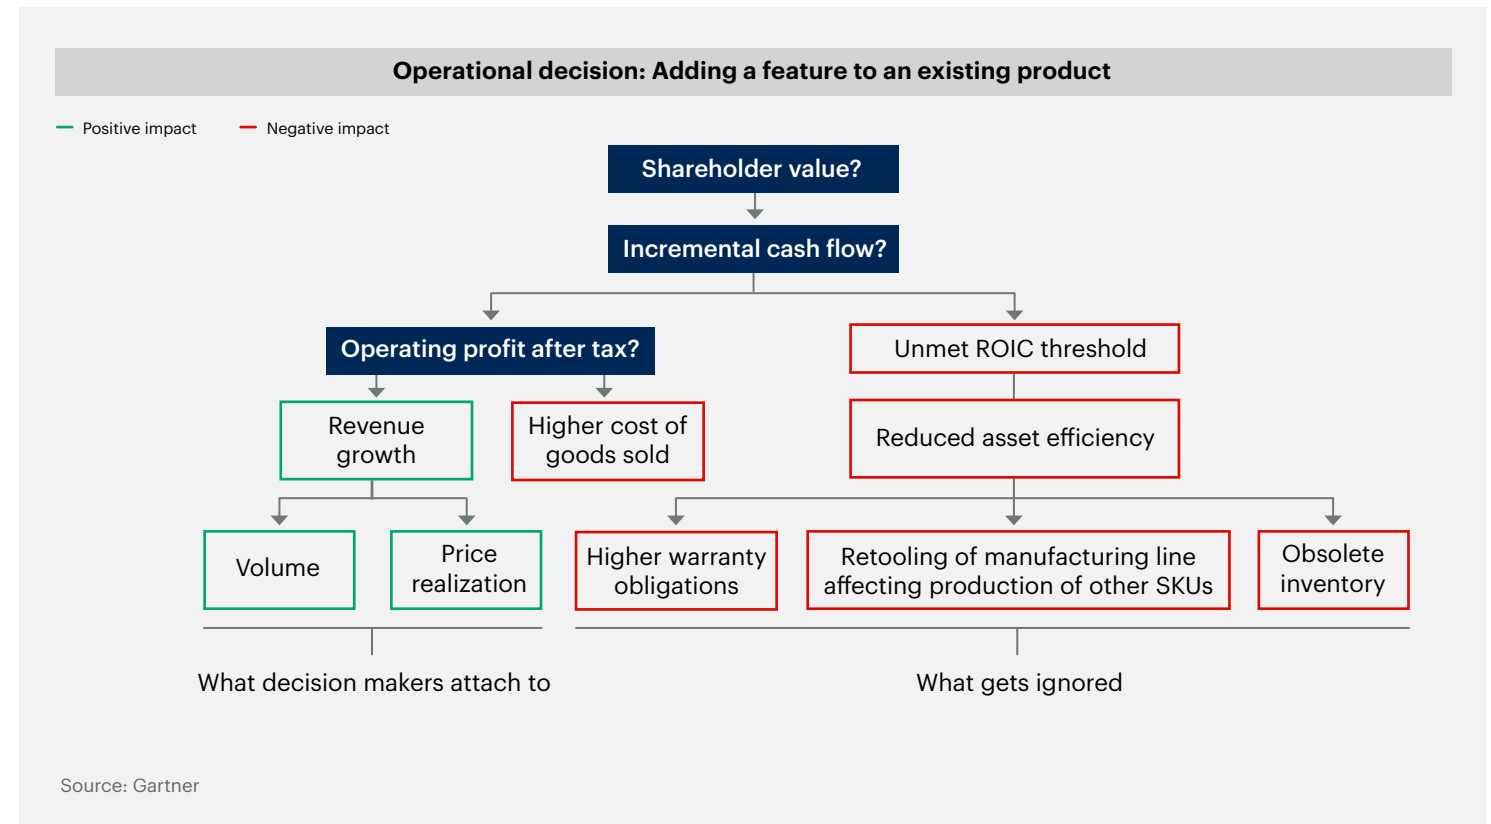 Operational decision: Adding a feature to an existing product
Positive impact
Negative impact
Shareholder value?
Incremental cash flow?
Operating profit after tax?
Unmet ROIC threshold
Revenue
growth
Higher cost of
goods sold
Reduced asset efficiency
Volume
Price
realization
Higher warranty
obligations
Retooling of manufacturing line
affecting production of other SKUs
Obsolete
inventory
What decision makers attach to
What gets ignored
Source: Gartner